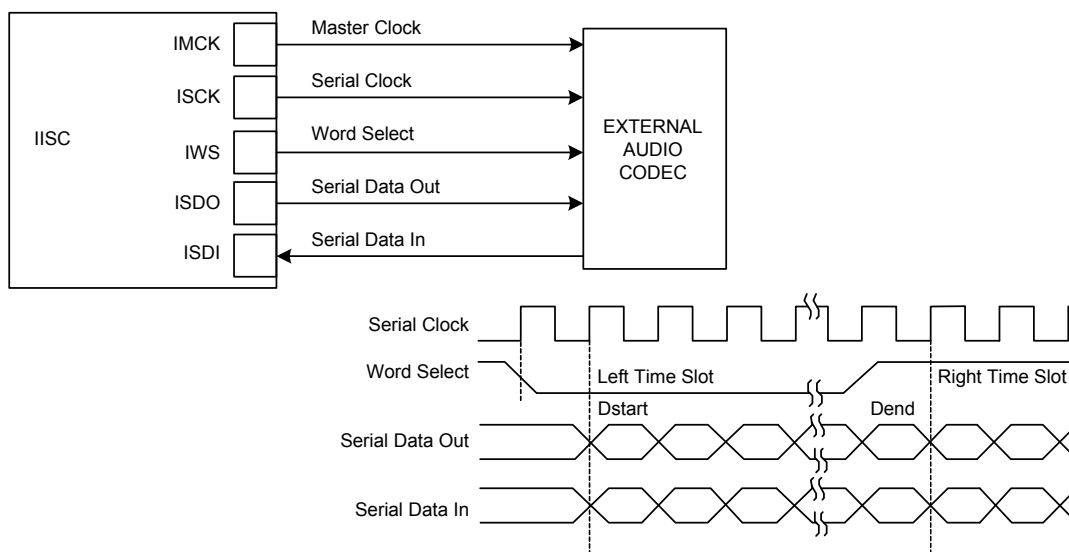 IMCK
Master Clock
ISCK
Serial Clock
IISC
IWS
Word Select
ISDO
Serial Data Out
ISDI
Serial Data In
EXTERNAL
AUDIO
CODEC
Serial Clock
Word Select
Left Time Slot
Right Time Slot
Dstart
Dend
Serial Data Out
Serial Data In